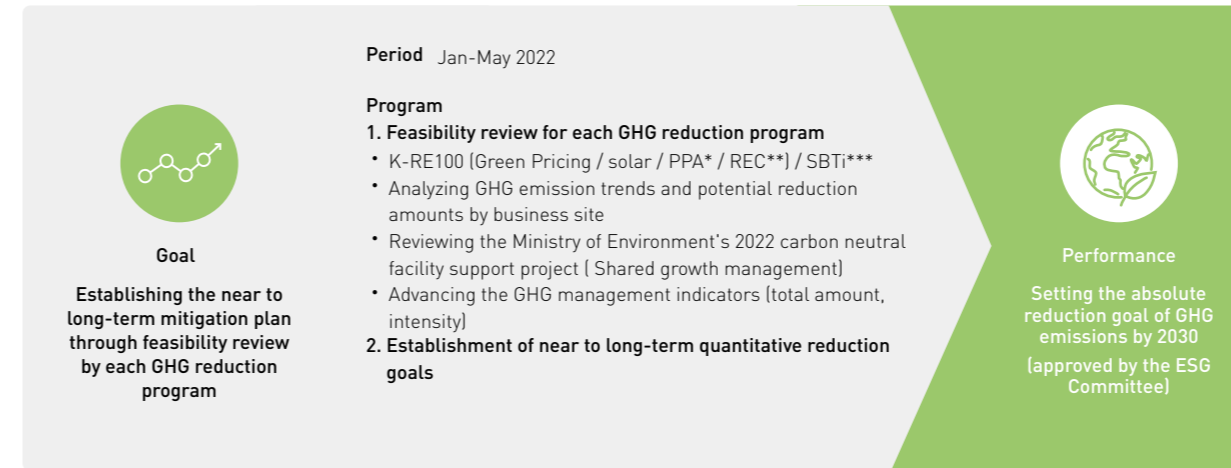 Goal
Establishing the near to
long-term mitigation plan
through feasibility review
by each GHG reduction
program
Period Jan-May 2022
Program
1. Feasibility review for each GHG reduction program
• K-RE100 (Green Pricing / solar / PPA* / REC**) / SBTi***
• Analyzing GHG emission trends and potential reduction
amounts by business site
• Reviewing the Ministry of Environment's 2022 carbon neutral
facility support project ( Shared growth management)
• Advancing the GHG management indicators (total amount,
intensity)
2. Establishment of near to long-term quantitative reduction
goals
Performance
Setting the absolute
reduction goal of GHG
emissions by 2030
(approved by the ESG
Committee)